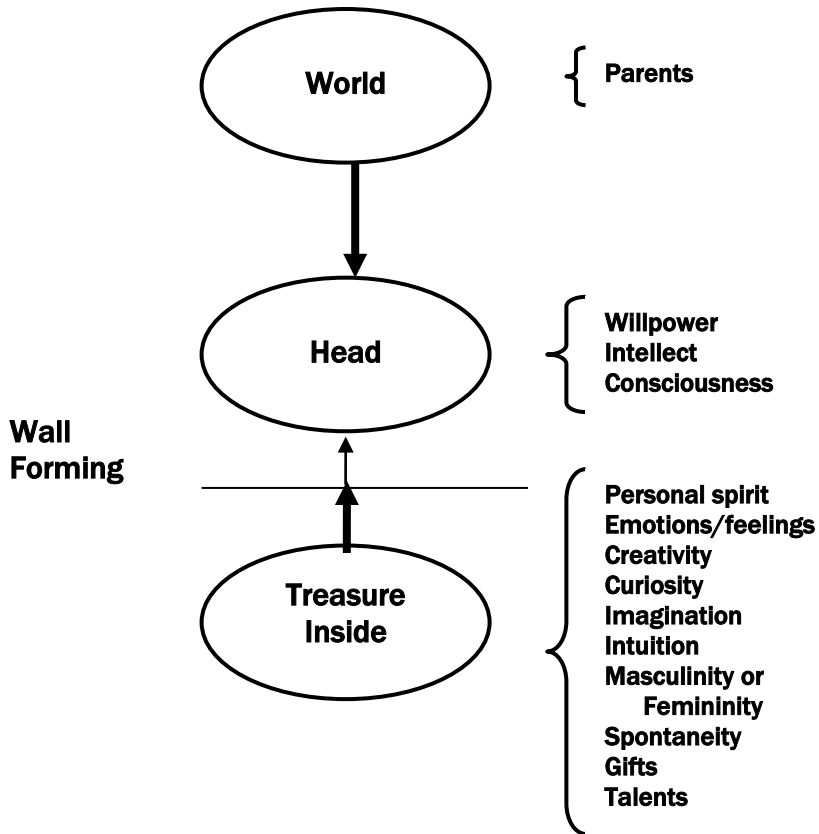 World
Parents
Head
Willpower
Intellect
Consciousness
Wall
Forming
Treasure
Inside
Personal spirit
Emotions/feelings
Creativity
Curiosity
Imagination
Intuition
Masculinity or
Femininity
Spontaneity
Gifts
Talents